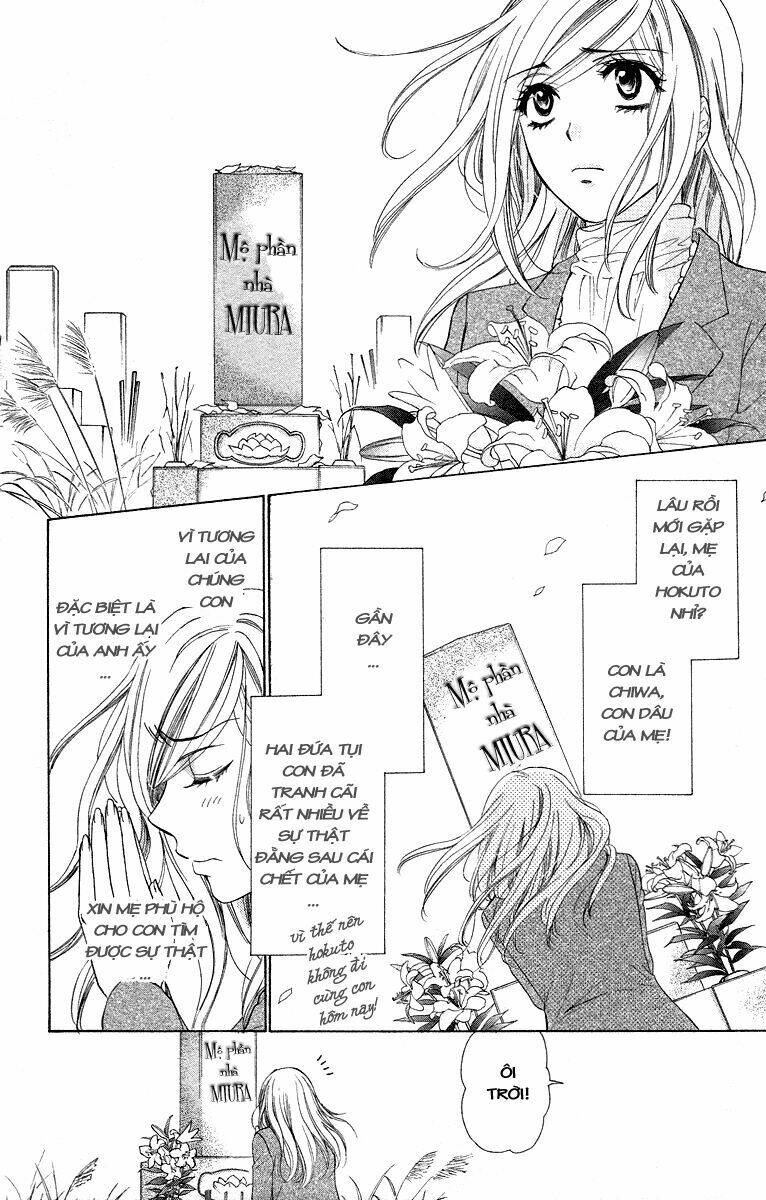 Mộ phần
nhà
MIURA
LÂU RỒI
MỚI GẶP
LẠI, MẸ
CỦA
HOKUTO
NHỈ?
CON LÀ
CHIWA,
CON DÂU
CỦA MẸ!
Mộ phần
nhà
MIURA
GẦN
ĐÂY
...
HAI ĐỨA TỤI
CON ĐÃ
TRANH CÃI
RẤT NHIỀU VỀ
SỰ THẬT
ĐẰNG SAU CÁI
CHẾT CỦA MẸ
...
vì thế nên
hokuto
không đi
cùng con
hôm nay!
VÌ TƯƠNG
LAI CỦA
CHÚNG
CON
ĐẶC BIỆT LÀ
VÌ TƯƠNG LAI
CỦA ANH ẤY
...
XIN MẸ PHÙ HỘ
CHO CON TÌM
ĐƯỢC SỰ THẬT
...
Mộ phần
nhà
MIURA
ÔI
TRỜI!